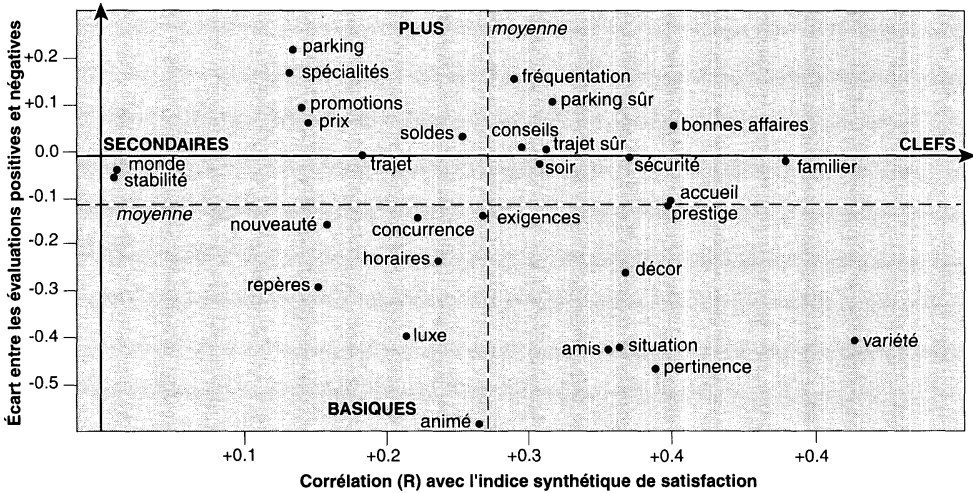 Écart entre les évaluations positives et négatives
PLUS
moyenne
+0.2
+0.1
0.0
-0.1
-0.2
-0.3
-0.4
-0.5
parking
spécialités
fréquentation
promotions
parking sûr
prix
bonnes affaires
soldes
conseils
SECONDAIRES
trajet sûr
CLEFS
monde
trajet
soir
sécurité
familier
stabilité
accueil
moyenne
prestige
nouveauté
concurrence
exigences
horaires
décor
repères
luxe
amis
situation
variété
pertinence
BASIQUES
animé
+0.1
+0.2
+0.3
+0.4
+0.4
Corrélation (R) avec l'indice synthétique de satisfaction